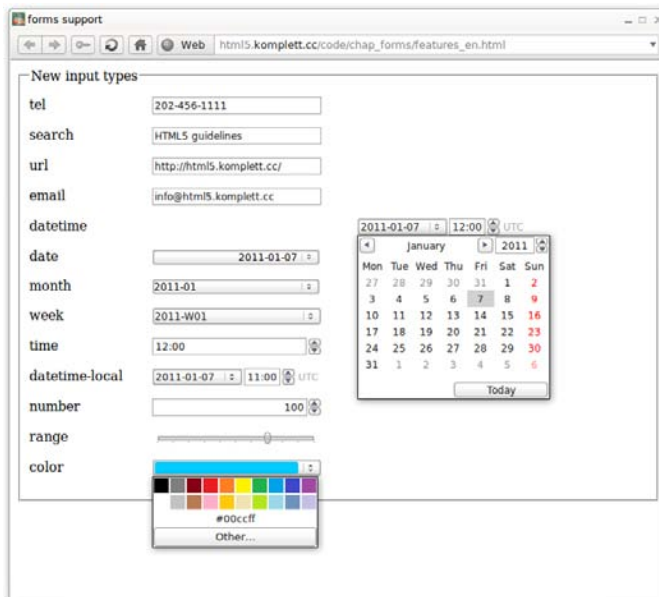 forms support
Web html5.komplett.cc/code/chap_forms/features_en.html
New input types
tel 202-456-1111
search HTML5 guidelines
url http://html5.komplett.cc/
email info@html5.komplett.cc
datetime 2011-01-07 12:00 UTC
January 2011
Mon Tue Wed Thu Fri Sat Sun
27 28 29 30 31 1 2
3 4 5 6 7 8 9
10 11 12 13 14 15 16
17 18 19 20 21 22 23
24 25 26 27 28 29 30
31 1 2 3 4 5 6
Today
date 2011-01-07
month 2011-01
week 2011-W01
time 12:00
datetime-local 2011-01-07 11:00 UTC
number 100
range
color
#00ccff
Other...